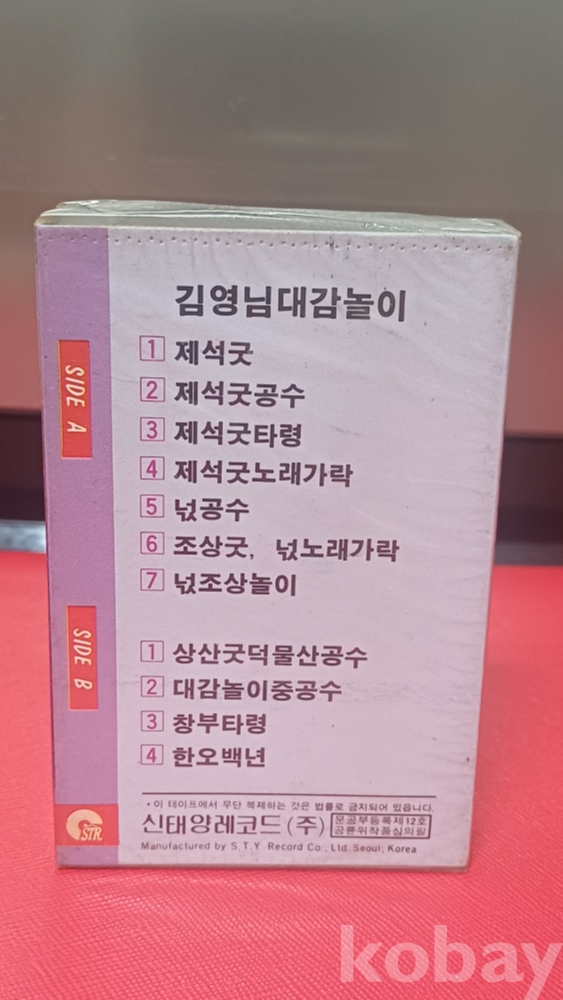 김영님대감놀이
SIDE A
1 제석굿
2 제석굿공수
3 제석굿타령
4 제석굿노래가락
5 넋공수
6 조상굿, 넋노래가락
7 넋조상놀이
SIDE B
1 상산굿덕물산공수
2 대감놀이중공수
3 창부타령
4 한오백년
• 이 테이프에서 무단 복제하는 것은 법률로 금지되어 있읍니다.
STR
신태양레코드(주) 문공부등록제12호
공륜위작품심의필
Manufactured by S.T.Y Record Co., Ltd. Seoul, Korea
kobay